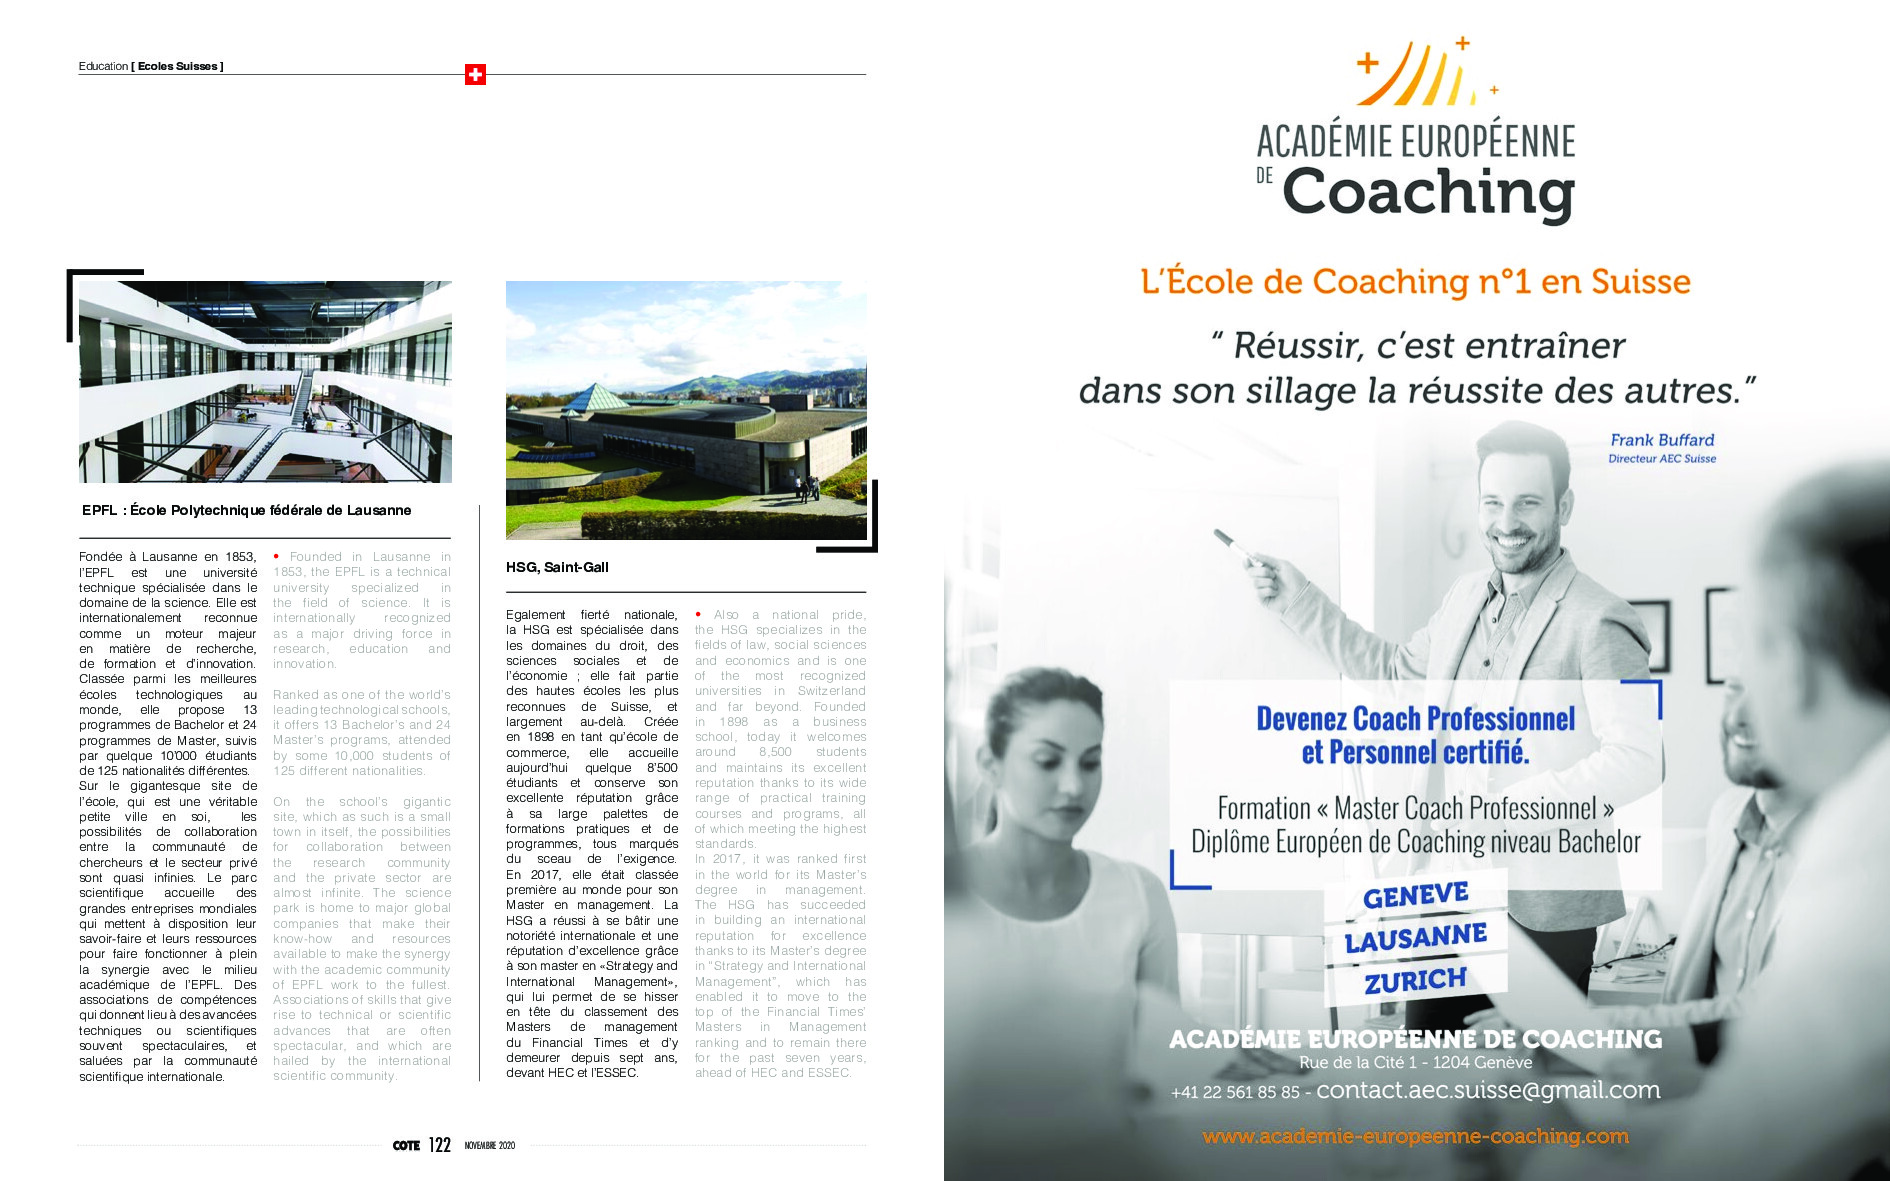 Education [ Ecoles Suisses ]
EPFL : École Polytechnique fédérale de Lausanne
Fondée à Lausanne en 1853,
l’EPFL est une université
technique spécialisée dans le
domaine de la science. Elle est
internationalement reconnue
comme un moteur majeur
en matière de recherche,
de formation et d’innovation.
Classée parmi les meilleures
écoles technologiques au
monde, elle propose 13
programmes de Bachelor et 24
programmes de Master, suivis
par quelque 10’000 étudiants
de 125 nationalités différentes.
Sur le gigantesque site de
l’école, qui est une véritable
petite ville en soi, les
possibilités de collaboration
entre la communauté de
chercheurs et le secteur privé
sont quasi infinies. Le parc
scientifique accueille des
grandes entreprises mondiales
qui mettent à disposition leur
savoir-faire et leurs ressources
pour faire fonctionner à plein
la synergie avec le milieu
académique de l’EPFL. Des
associations de compétences
qui donnent lieu à des avancées
techniques ou scientifiques
souvent spectaculaires, et
saluées par la communauté
scientifique internationale.
• Founded in Lausanne in
1853, the EPFL is a technical
university specialized in
the field of science. It is
internationally recognized
as a major driving force in
research, education and
innovation.
Ranked as one of the world’s
leading technological schools,
it offers 13 Bachelor’s and 24
Master’s programs, attended
by some 10,000 students of
125 different nationalities.
On the school’s gigantic
site, which as such is a small
town in itself, the possibilities
for collaboration between
the research community
and the private sector are
almost infinite. The science
park is home to major global
companies that make their
know-how and resources
available to make the synergy
with the academic community
of EPFL work to the fullest.
Associations of skills that give
rise to technical or scientific
advances that are often
spectacular, and which are
hailed by the international
scientific community.
HSG, Saint-Gall
Egalement fierté nationale,
la HSG est spécialisée dans
les domaines du droit, des
sciences sociales et de
l’économie ; elle fait partie
des hautes écoles les plus
reconnues de Suisse, et
largement au-delà. Créée
en 1898 en tant qu’école de
commerce, elle accueille
aujourd’hui quelque 8’500
étudiants et conserve son
excellente réputation grâce
à sa large palettes de
formations pratiques et de
programmes, tous marqués
du sceau de l’exigence.
En 2017, elle était classée
première au monde pour son
Master en management. La
HSG a réussi à se bâtir une
notoriété internationale et une
réputation d’excellence grâce
à son master en «Strategy and
International Management»,
qui lui permet de se hisser
en tête du classement des
Masters de management
du Financial Times et d’y
demeurer depuis sept ans,
devant HEC et l’ESSEC.
• Also a national pride,
the HSG specializes in the
fields of law, social sciences
and economics and is one
of the most recognized
universities in Switzerland
and far beyond. Founded
in 1898 as a business
school, today it welcomes
around 8,500 students
and maintains its excellent
reputation thanks to its wide
range of practical training
courses and programs, all
of which meeting the highest
standards.
In 2017, it was ranked first
in the world for its Master’s
degree in management.
The HSG has succeeded
in building an international
reputation for excellence
thanks to its Master’s degree
in “Strategy and International
Management”, which has
enabled it to move to the
top of the Financial Times’
Masters in Management
ranking and to remain there
for the past seven years,
ahead of HEC and ESSEC.
COTE 122 NOVEMBRE 2020
ACADÉMIE EUROPÉENNE
DE Coaching
L’École de Coaching n°1 en Suisse
“ Réussir, c’est entraîner
dans son sillage la réussite des autres.”
Frank Buffard
Directeur AEC Suisse
Devenez Coach Professionnel
et Personnel certifié.
Formation « Master Coach Professionnel »
Diplôme Européen de Coaching niveau Bachelor
GENEVE
LAUSANNE
ZURICH
ACADÉMIE EUROPÉENNE DE COACHING
Rue de la Cité 1 - 1204 Genève
+41 22 561 85 85 - contact.aec.suisse@gmail.com
www.academie-europeenne-coaching.com